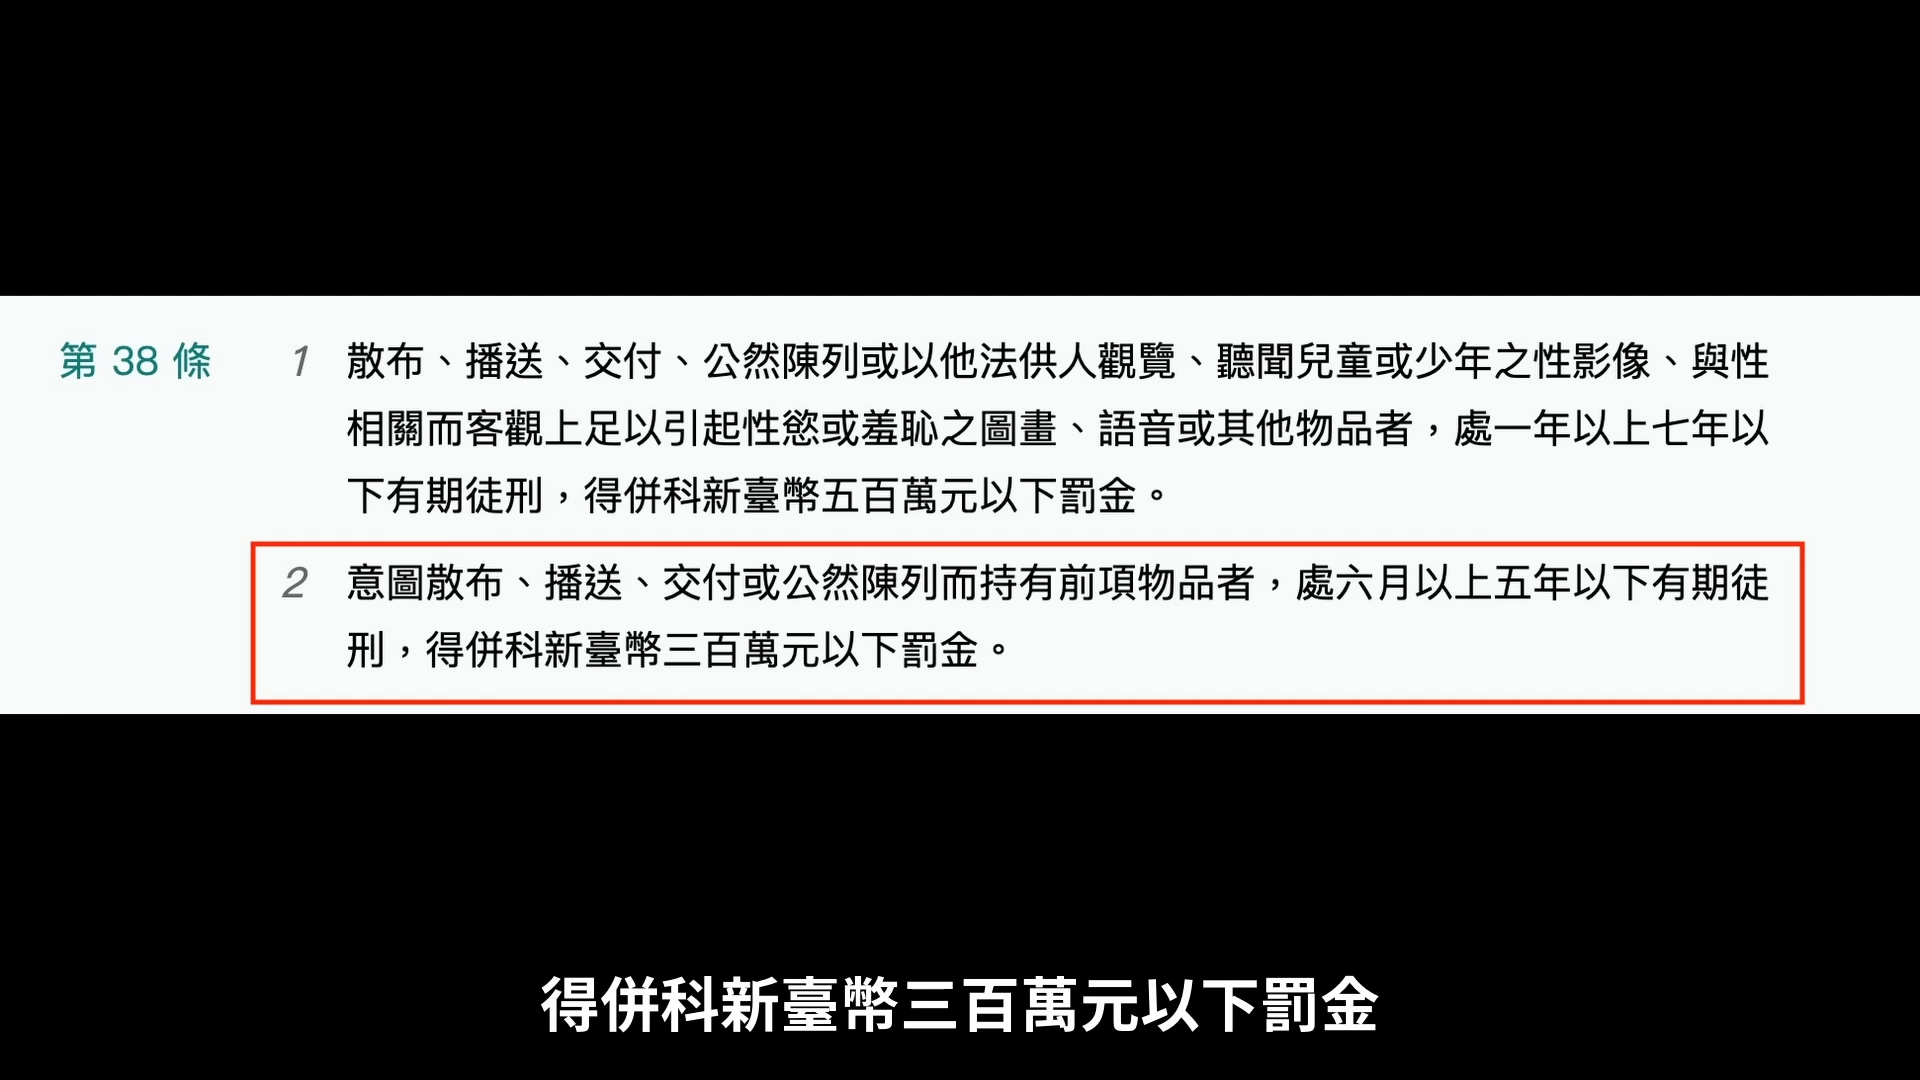 第 38 條
1 散布、播送、交付、公然陳列或以他法供人觀覽、聽聞兒童或少年之性影像、與性
相關而客觀上足以引起性慾或羞恥之圖畫、語音或其他物品者，處一年以上七年以
下有期徒刑，得併科新臺幣五百萬元以下罰金。
2 意圖散布、播送、交付或公然陳列而持有前項物品者，處六月以上五年以下有期徒
刑，得併科新臺幣三百萬元以下罰金。
得併科新臺幣三百萬元以下罰金